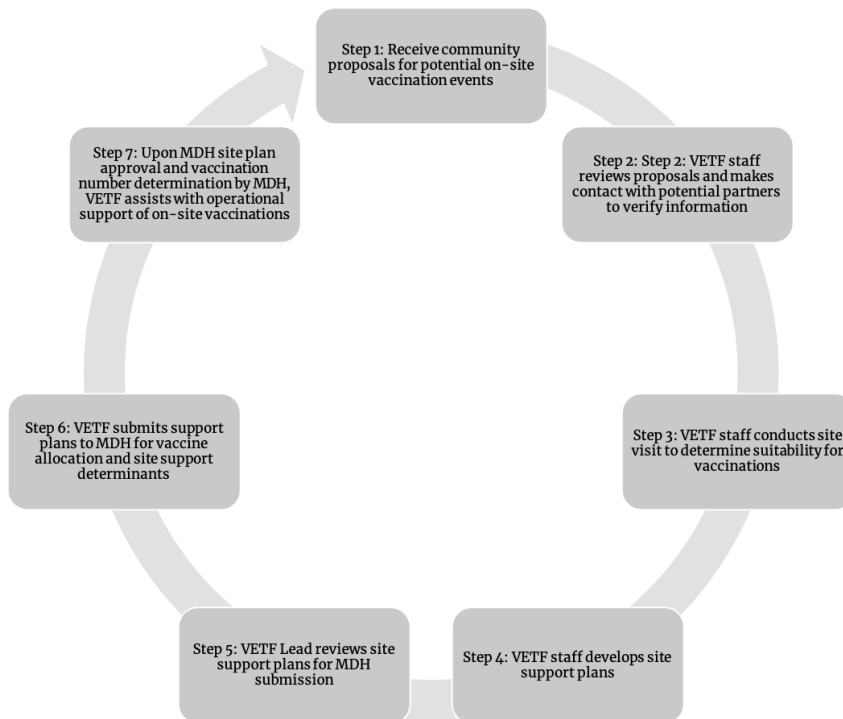 Step 1: Receive community
proposals for potential on-site
vaccination events
Step 2: Step 2: VETF staff
reviews proposals and makes
contact with potential partners
to verify information
Step 3: VETF staff conducts site
visit to determine suitability for
vaccinations
Step 4: VETF staff develops site
support plans
Step 5: VETF Lead reviews site
support plans for MDH
submission
Step 6: VETF submits support
plans to MDH for vaccine
allocation and site support
determinants
Step 7: Upon MDH site plan
approval and vaccination
number determination by MDH,
VETF assists with operational
support of on-site vaccinations